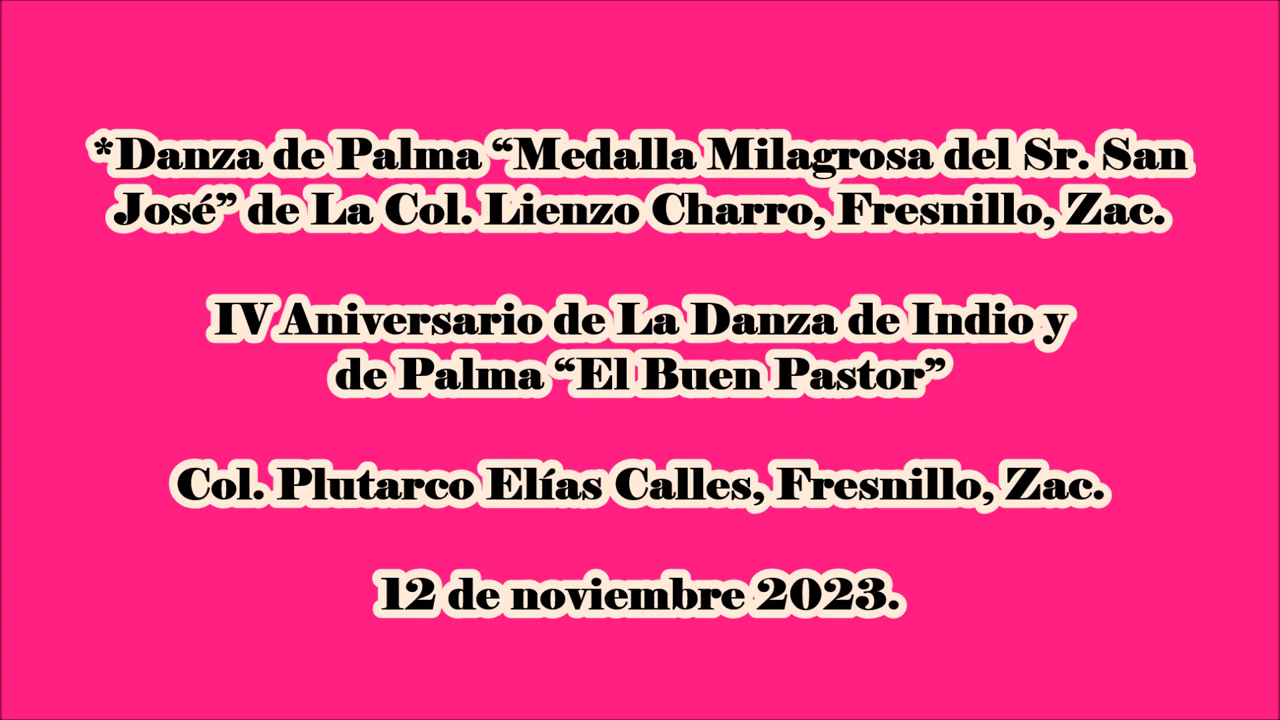 *Danza de Palma “Medalla Milagrosa del Sr. San
José” de La Col. Lienzo Charro, Fresnillo, Zac.
IV Aniversario de La Danza de Indio y
de Palma “El Buen Pastor”
Col. Plutarco Elías Calles, Fresnillo, Zac.
12 de noviembre 2023.